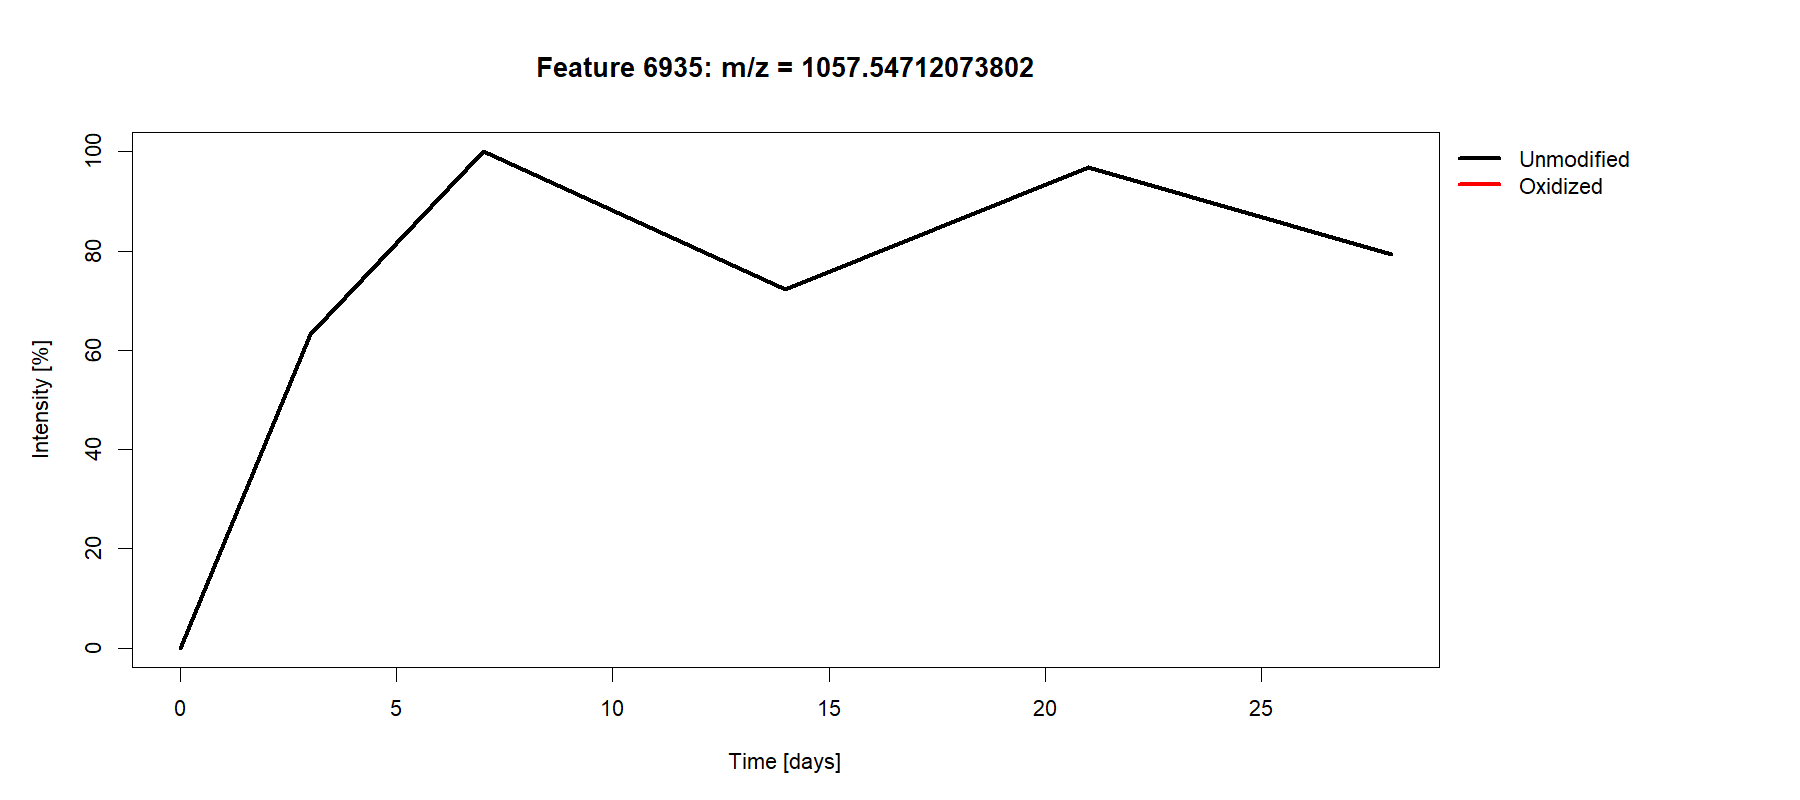 Feature 6935: m/z = 1057.54712073802
Unmodified
Oxidized
Intensity [%]
100
80
60
40
20
0
0 5 10 15 20 25
Time [days]